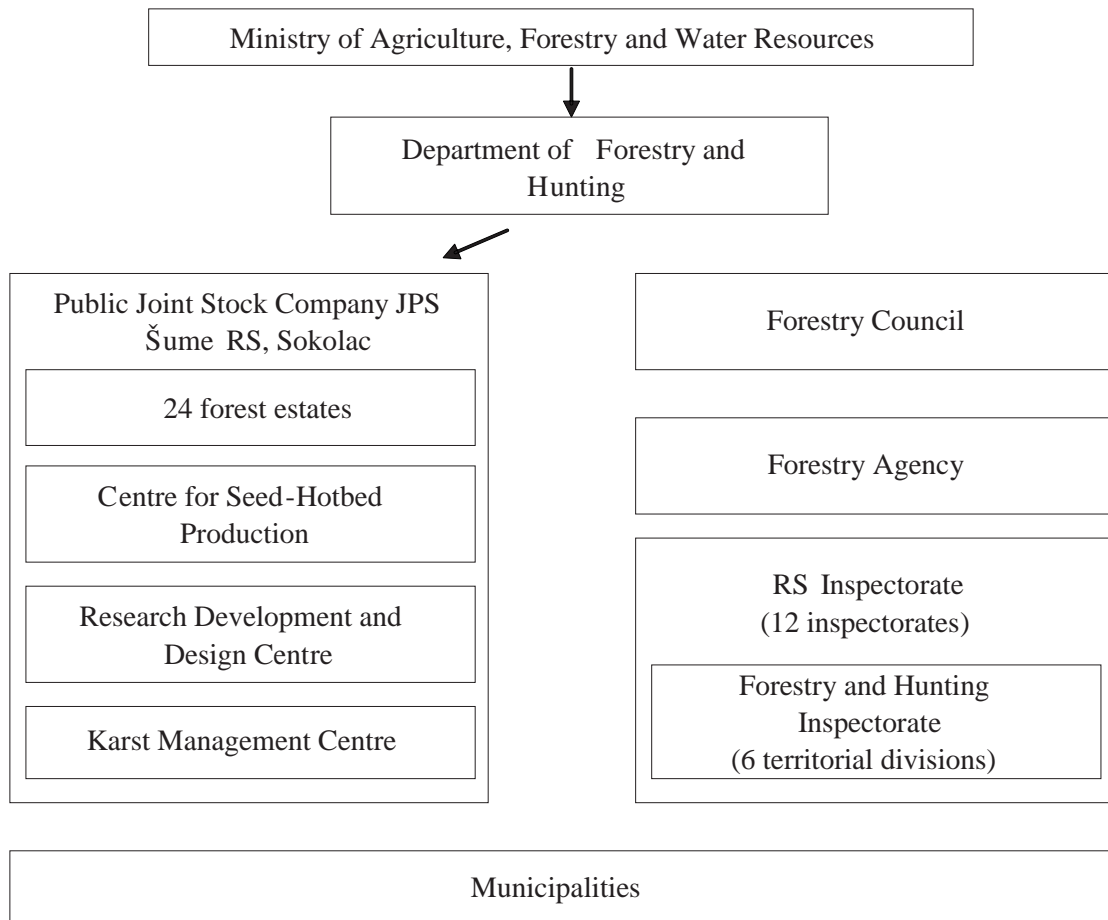 Ministry of Agriculture, Forestry and Water Resources
Department of Forestry and
Hunting
Public Joint Stock Company JPS
Šume RS, Sokolac
24 forest estates
Centre for Seed-Hotbed
Production
Research Development and
Design Centre
Karst Management Centre
Forestry Council
Forestry Agency
RS Inspectorate
(12 inspectorates)
Forestry and Hunting
Inspectorate
(6 territorial divisions)
Municipalities